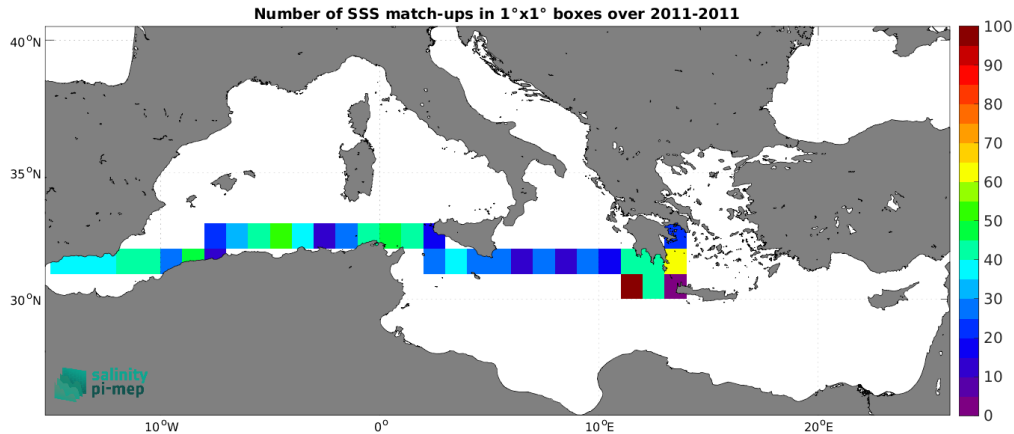 Number of SSS match-ups in 1°x1° boxes over 2011-2011
40°N
35°N
30°N
10°W
0°
10°E
20°E
100
90
80
70
60
50
40
30
20
10
0
salinity
pi-mep